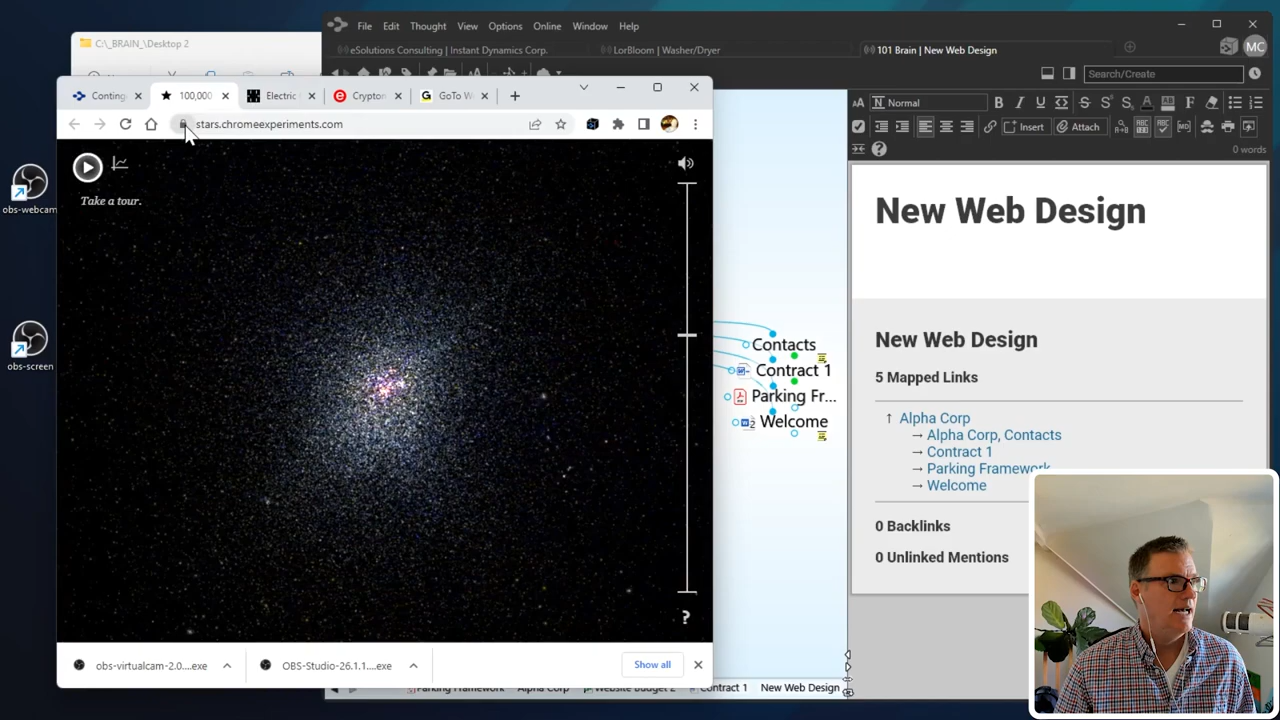 File Edit Thought View Options Online Window Help
C:\_BRAIN_\Desktop 2
eSolutions Consulting | Instant Dynamics Corp.
LorBloom | Washer/Dryer
101 Brain | New Web Design
MC
Search/Create
Conting
100,000
Electric
Crypton
GoTo W
stars.chromeexperiments.com
Normal
B I U
Insert
Attach
0 words
Take a tour.
obs-webcam
obs-screen
New Web Design
New Web Design
5 Mapped Links
Alpha Corp
Alpha Corp, Contacts
Contract 1
Parking Framework
Welcome
0 Backlinks
0 Unlinked Mentions
Contacts
Contract 1
Parking Fr...
Welcome
?
obs-virtualcam-2.0....exe
OBS-Studio-26.1.1....exe
Show all
Parking Framework
Alpha Corp
Website Budget 2
Contract 1
New Web Design